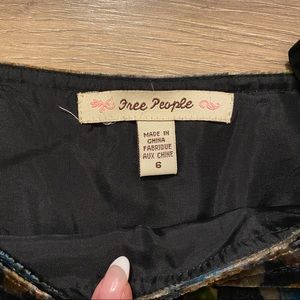 Free People
MADE IN
CHINA
FABRIQUE
AUX CHINE
6